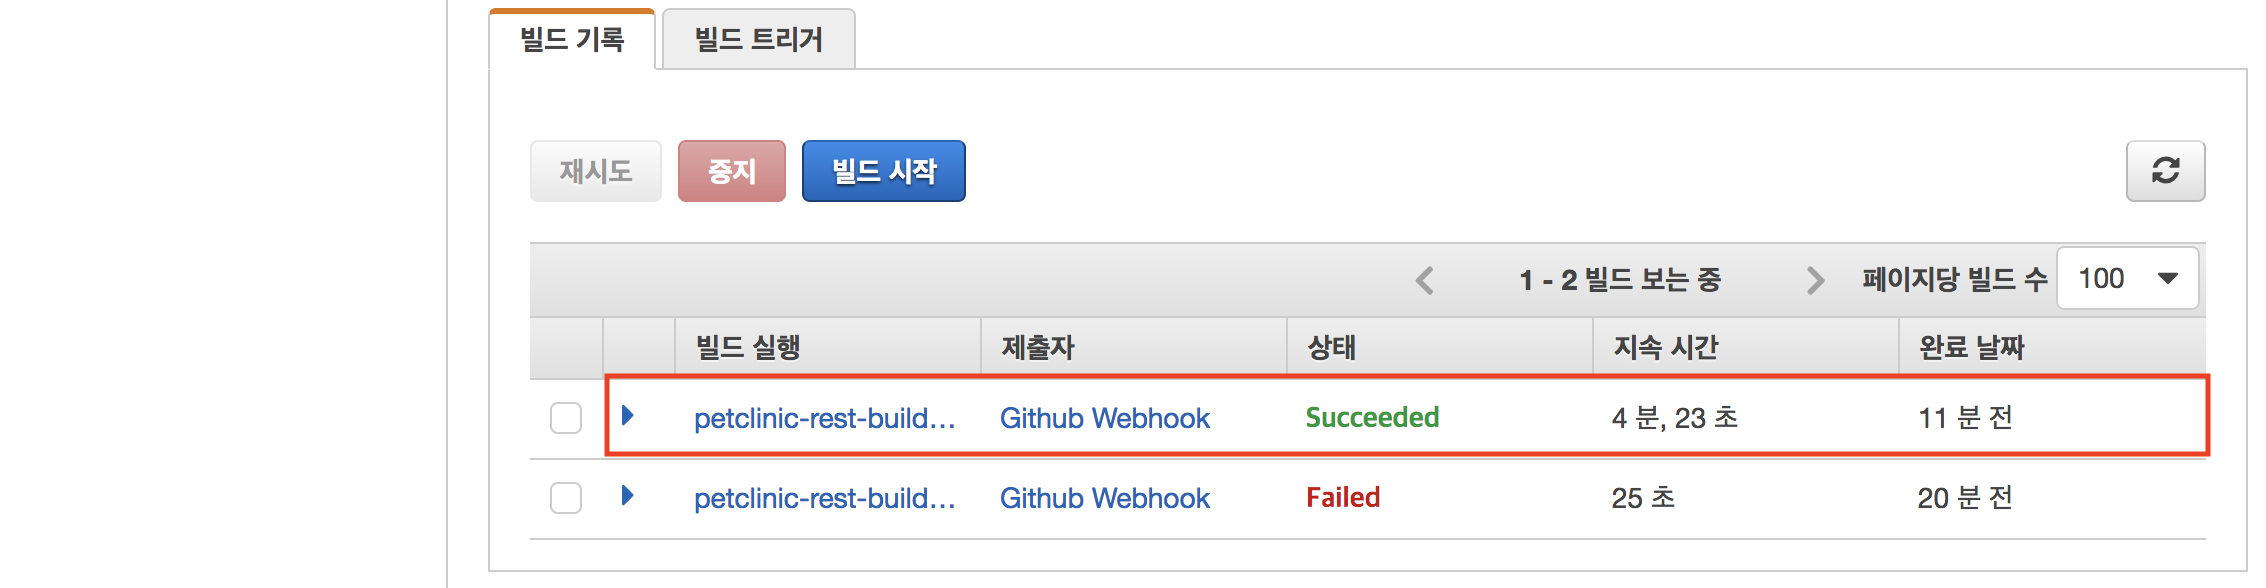 빌드 기록 빌드 트리거
재시도 중지 빌드 시작
1 - 2 빌드 보는 중 페이지당 빌드 수 100
빌드 실행 제출자 상태 지속 시간 완료 날짜
petclinic-rest-build... Github Webhook Succeeded 4 분, 23 초 11 분 전
petclinic-rest-build... Github Webhook Failed 25 초 20 분 전